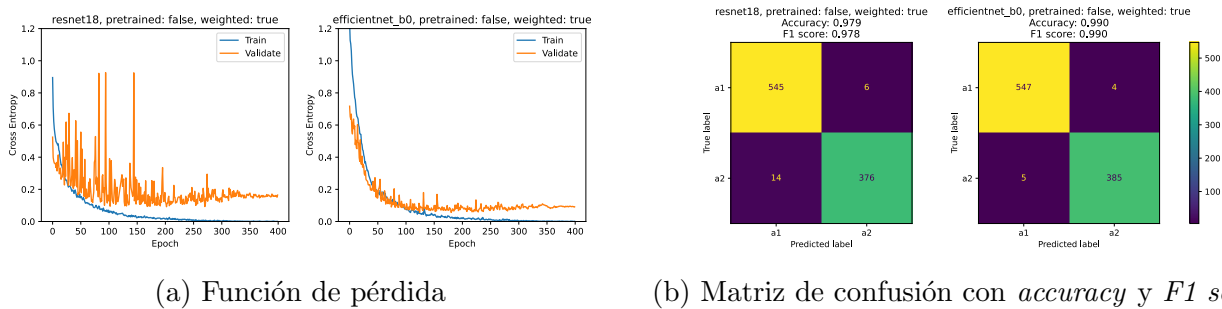 resnet18, pretrained: false, weighted: true
1.2
1.0
0.8
0.6
0.4
0.2
0.0
Cross Entropy
0 50 100 150 200 250 300 350 400
Epoch
Train
Validate
efficientnet_b0, pretrained: false, weighted: true
1.2
1.0
0.8
0.6
0.4
0.2
0.0
Cross Entropy
0 50 100 150 200 250 300 350 400
Epoch
Train
Validate
(a) Función de pérdida
resnet18, pretrained: false, weighted: true
Accuracy: 0.979
F1 score: 0.978
True label
a1
545 6
a2
14 376
a1 a2
Predicted label
efficientnet_b0, pretrained: false, weighted: true
Accuracy: 0.990
F1 score: 0.990
True label
a1
547 4
a2
5 385
a1 a2
Predicted label
500
400
300
200
100
(b) Matriz de confusión con accuracy y F1